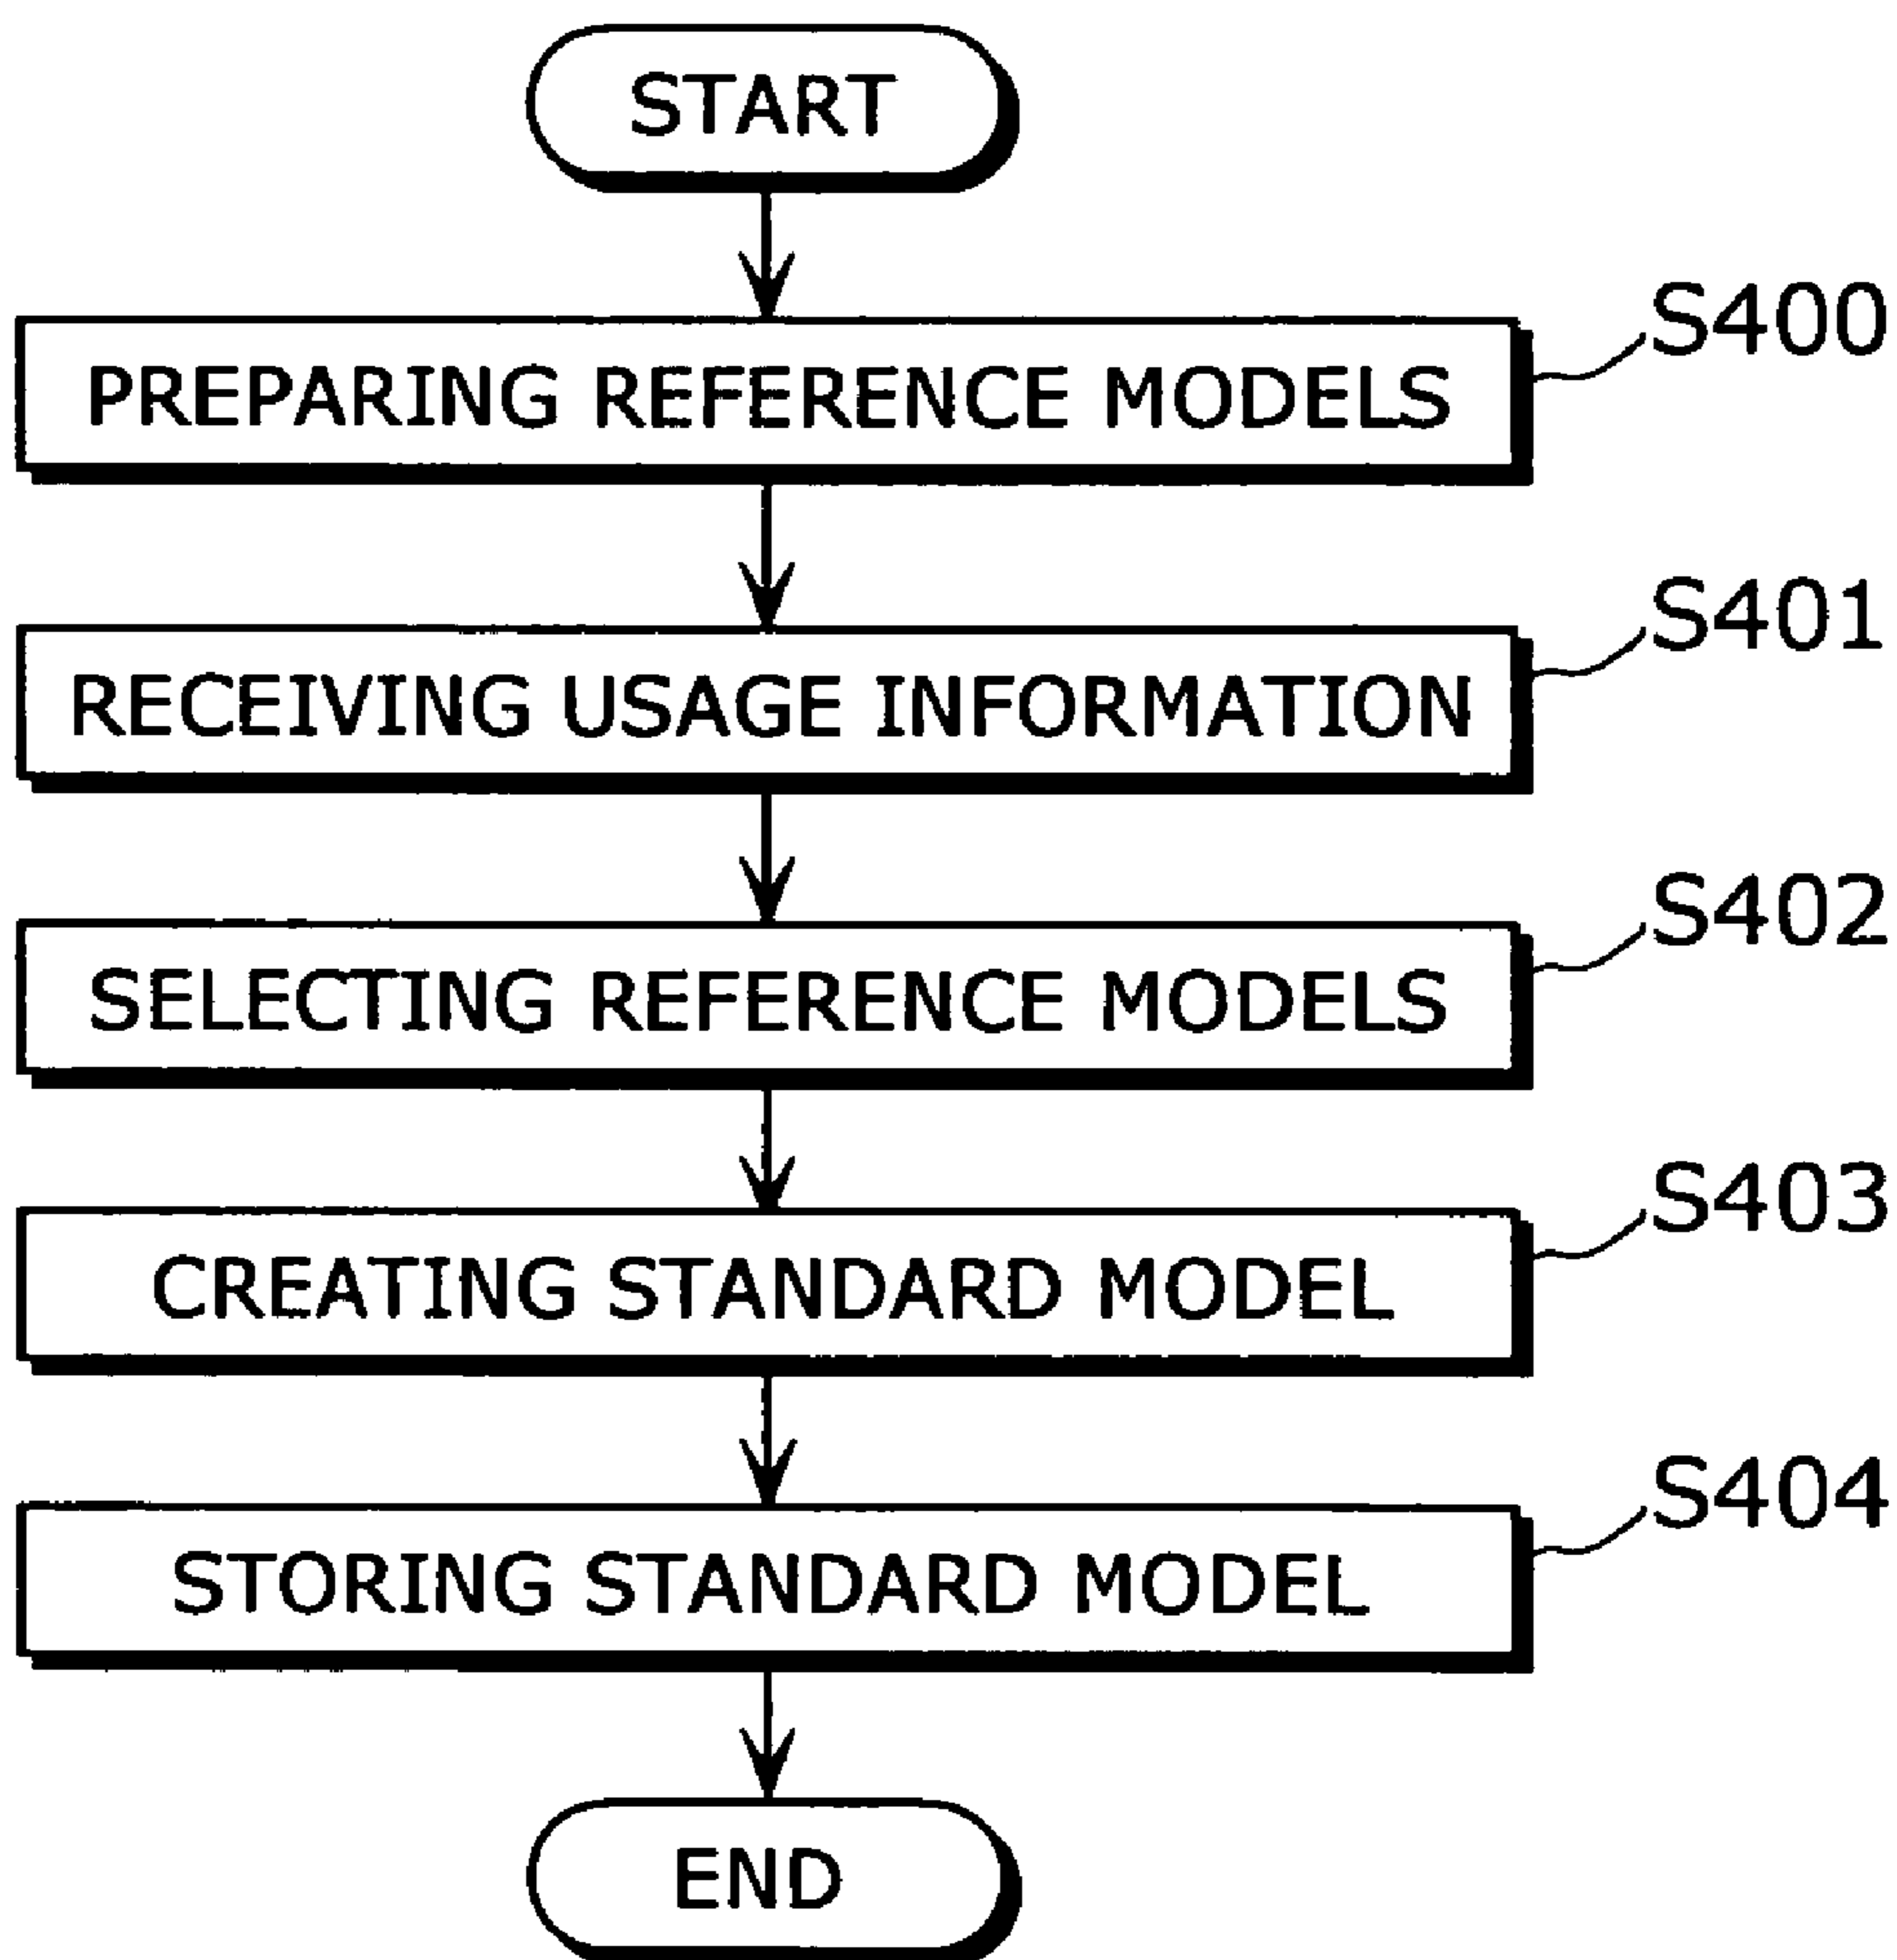 START
S400
PREPARING REFERENCE MODELS
S401
RECEIVING USAGE INFORMATION
S402
SELECTING REFERENCE MODELS
S403
CREATING STANDARD MODEL
S404
STORING STANDARD MODEL
END